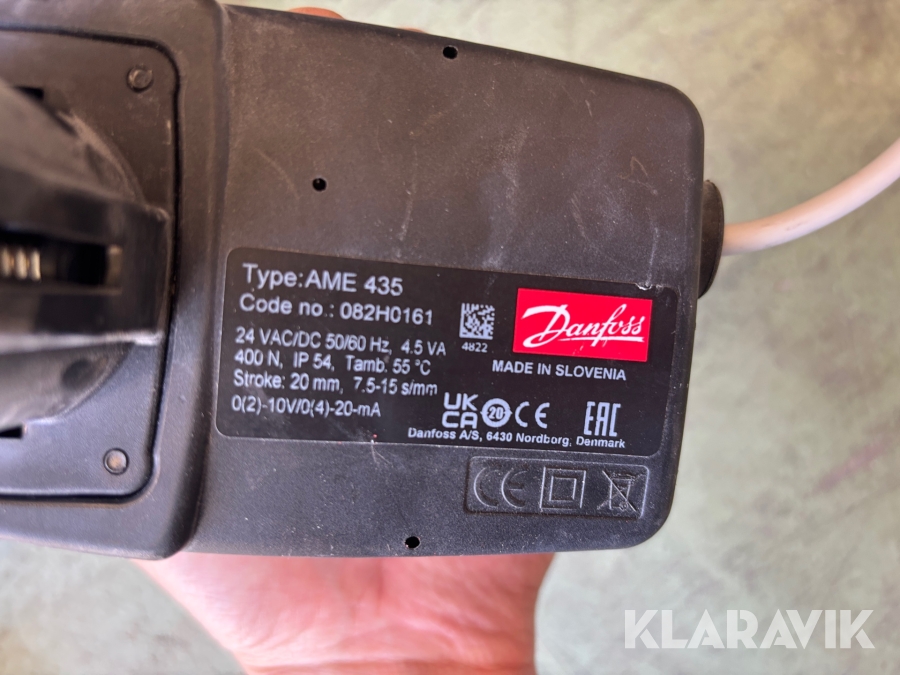 Type:AME 435
Code no.: 082H0161
24 VAC/DC 50/60 Hz, 4.5 VA
400 N, IP 54, Tamb. 55 °C
Stroke: 20 mm, 7.5-15 s/mm
0(2)-10V/0(4)-20-mA
4822
Danfoss
MADE IN SLOVENIA
UK
CA
20
CE
EAC
Danfoss A/S, 6430 Nordborg, Denmark
CE
KLARAVIK